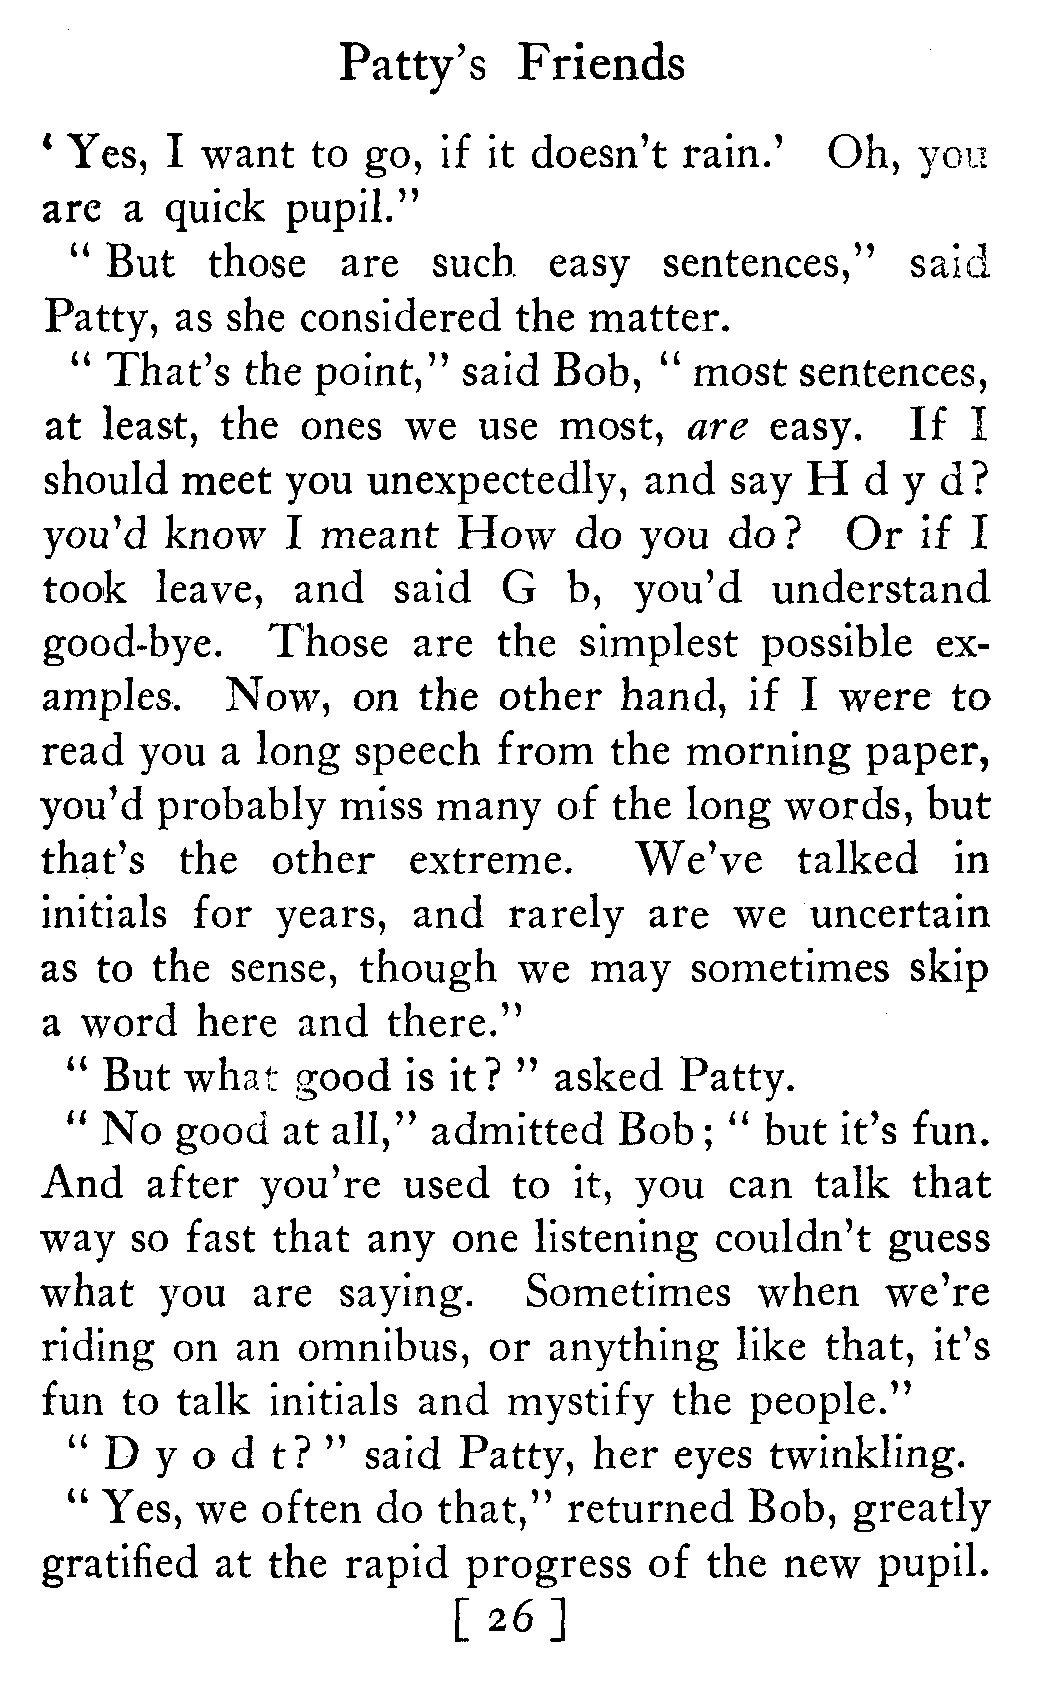 Patty's Friends
‘ Yes, I want to go, if it doesn't rain.’ Oh, you
are a quick pupil.”
“ But those are such easy sentences,” said
Patty, as she considered the matter.
“ That's the point,” said Bob, “ most sentences,
at least, the ones we use most, are easy. If I
should meet you unexpectedly, and say H d y d?
you'd know I meant How do you do? Or if I
took leave, and said G b, you'd understand
good-bye. Those are the simplest possible ex-
amples. Now, on the other hand, if I were to
read you a long speech from the morning paper,
you'd probably miss many of the long words, but
that's the other extreme. We've talked in
initials for years, and rarely are we uncertain
as to the sense, though we may sometimes skip
a word here and there.”
“ But what good is it? ” asked Patty.
“ No good at all,” admitted Bob; “ but it's fun.
And after you're used to it, you can talk that
way so fast that any one listening couldn't guess
what you are saying. Sometimes when we're
riding on an omnibus, or anything like that, it's
fun to talk initials and mystify the people.”
“ D y o d t? ” said Patty, her eyes twinkling.
“ Yes, we often do that,” returned Bob, greatly
gratified at the rapid progress of the new pupil.
[ 26 ]